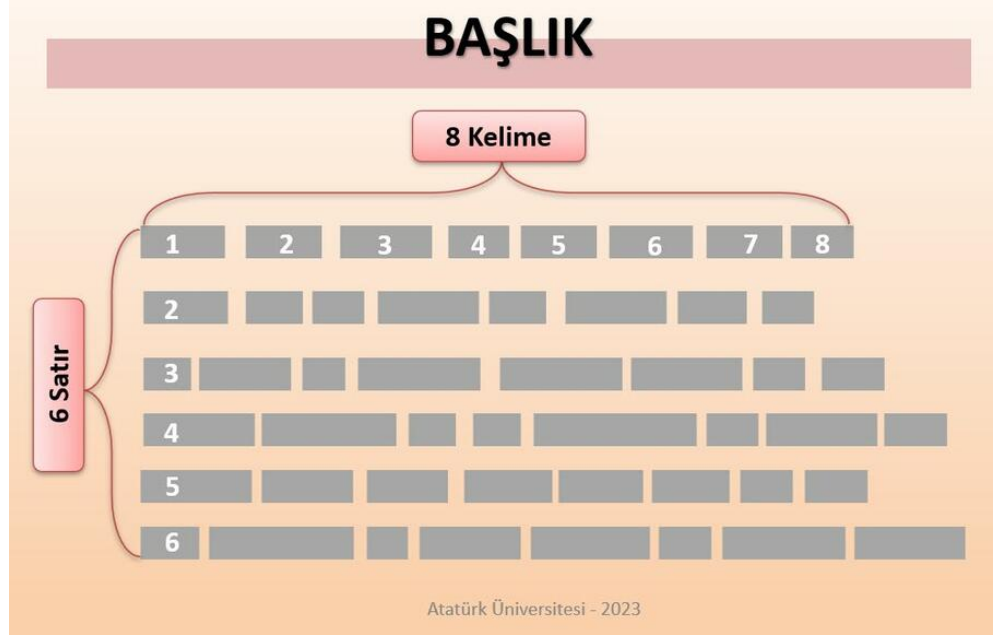 BAŞLIK
8 Kelime
1 2 3 4 5 6 7 8
6 Satır
2
3
4
5
6
Atatürk Üniversitesi - 2023